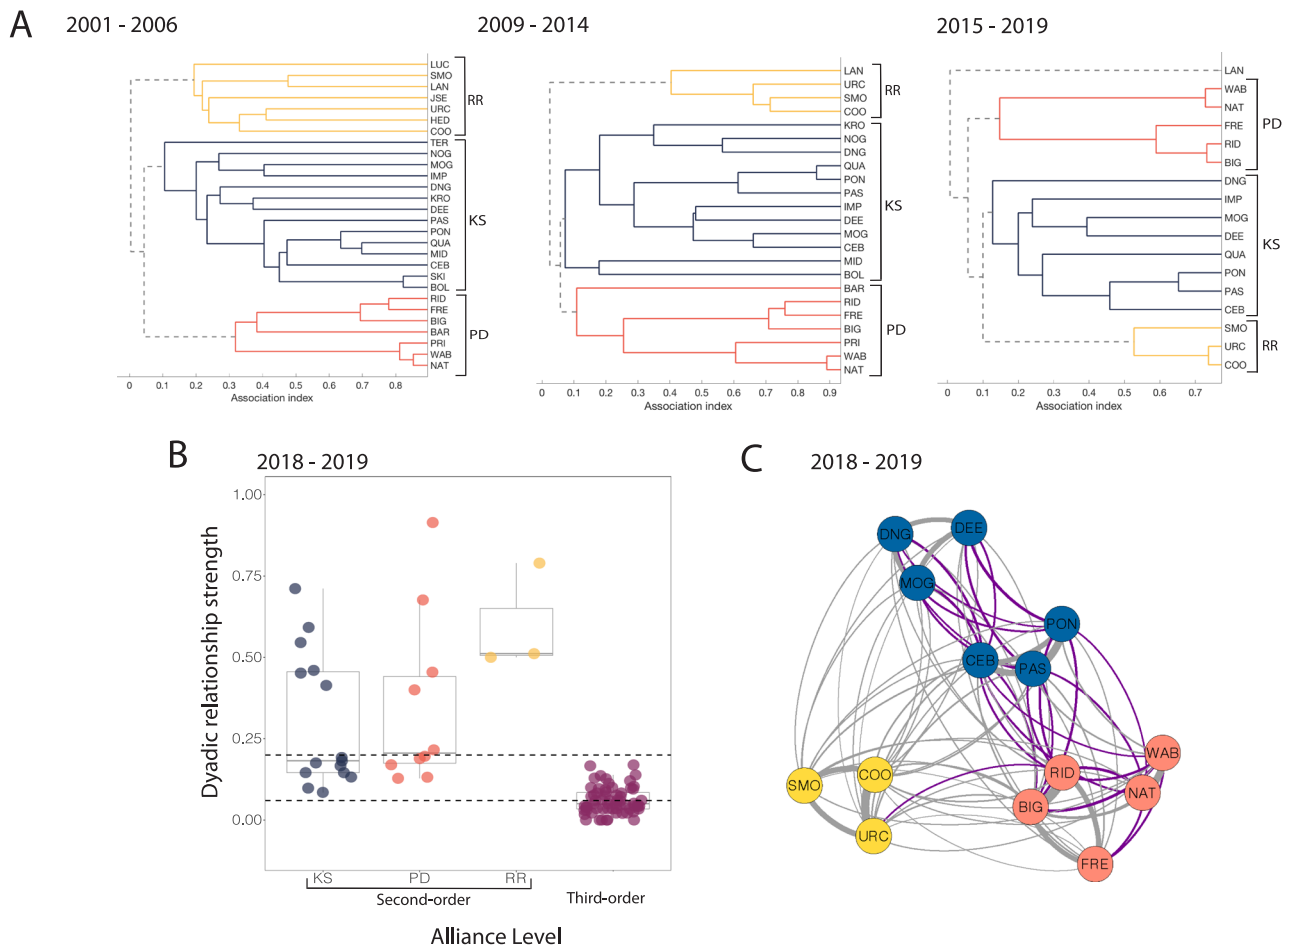 A
2001 - 2006
2009 - 2014
2015 - 2019
LUC
SMO
LAN
JSE
URC
HED
COO
RR
TER
NOG
MOG
IMP
DNG
KRO
DEE
PAS
PON
QUA
MID
CEB
SKI
BOL
KS
RID
FRE
BIG
BAR
PRI
WAB
NAT
PD
0 0.1 0.2 0.3 0.4 0.5 0.6 0.7 0.8
Association index
LAN
URC
SMO
COO
RR
KRO
NOG
DNG
QUA
PON
PAS
IMP
DEE
MOG
CEB
MID
BOL
KS
BAR
RID
FRE
BIG
PRI
WAB
NAT
PD
0 0.1 0.2 0.3 0.4 0.5 0.6 0.7 0.8 0.9
Association index
LAN
WAB
NAT
FRE
RID
BIG
PD
DNG
IMP
MOG
DEE
QUA
PON
PAS
CEB
KS
SMO
URC
COO
RR
0 0.1 0.2 0.3 0.4 0.5 0.6 0.7
Association index
B
2018 - 2019
Dyadic relationship strength
1.00
0.75
0.50
0.25
0.00
KS PD RR
Second-order
Third-order
Alliance Level
C
2018 - 2019
DNG
DEE
MOG
PON
CEB
PAS
WAB
RID
NAT
BIG
FRE
COO
SMO
URC